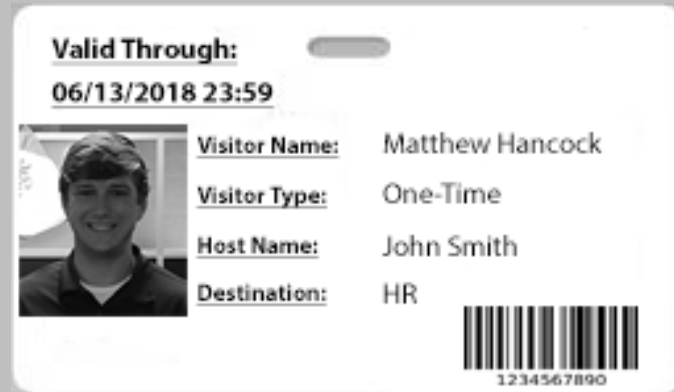 Valid Through:
06/13/2018 23:59
Visitor Name: Matthew Hancock
Visitor Type: One-Time
Host Name: John Smith
Destination: HR
1234567890